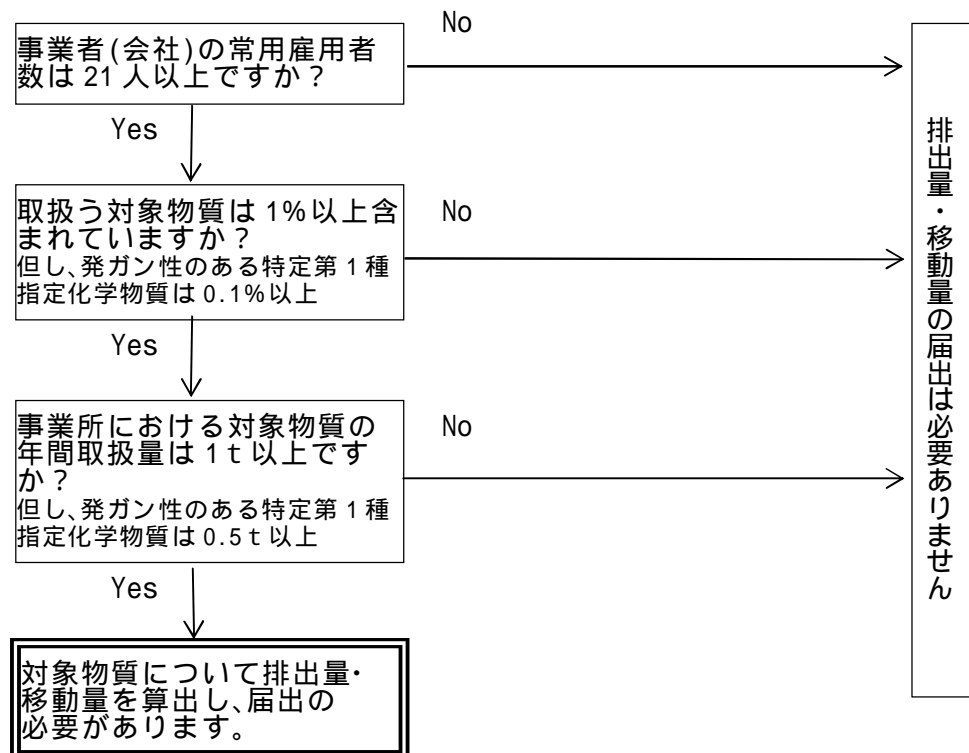 事業者(会社)の常用雇用者
数は21人以上ですか？
No
Yes
取扱う対象物質は1%以上含
まれていますか？
但し、発ガン性のある特定第1種
指定化学物質は0.1%以上
No
Yes
事業所における対象物質の
年間取扱量は1t以上です
か？
但し、発ガン性のある特定第1種
指定化学物質は0.5t以上
No
Yes
対象物質について排出量・
移動量を算出し、届出の
必要があります。
排出量・移動量の届出は必要ありません